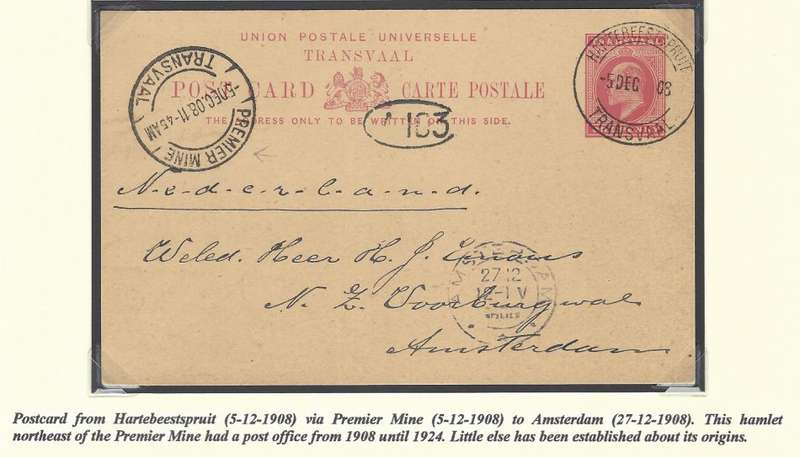 UNION POSTALE UNIVERSELLE
TRANSVAAL
POST CARD CARTE POSTALE
THE ADDRESS ONLY TO BE WRITTEN ON THIS SIDE.
PREMIER MINE
TRANSVAAL
5 DEC. 08. 11-45 AM
HARTEBEESTSPRUIT
-5 DEC 08
TRANSVAAL
103
N-e-d-e-r-l-a-n-d.
Weled. Heer H. J.
27 12
N. Z. Voorburgwal
Amsterdam.
Postcard from Hartebeestspruit (5-12-1908) via Premier Mine (5-12-1908) to Amsterdam (27-12-1908). This hamlet
northeast of the Premier Mine had a post office from 1908 until 1924. Little else has been established about its origins.